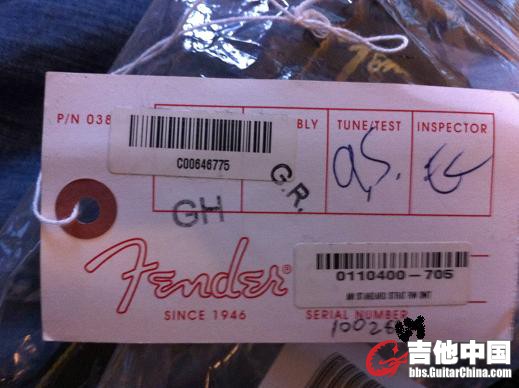 P/N 038
BLY
TUNE/TEST
INSPECTOR
C00646775
G.R.
GH
Fender®
SINCE 1946
0110400-705
SERIAL NUMBER
吉他中国
bbs.GuitarChina.com